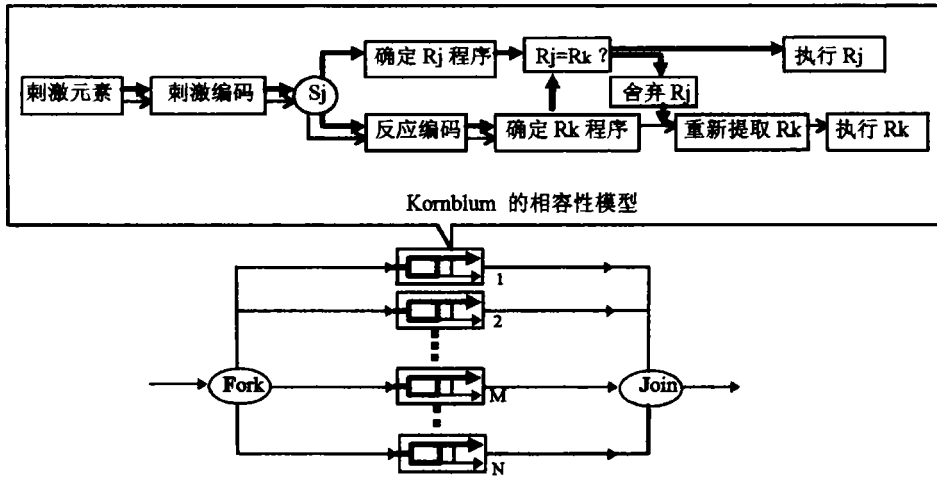 确定 Rj 程序
Rj=Rk ?
执行 Rj
刺激元素
刺激编码
Sj
舍弃 Rj
反应编码
确定 Rk 程序
重新提取 Rk
执行 Rk
Kornblum 的相容性模型
1
2
Fork
M
Join
N